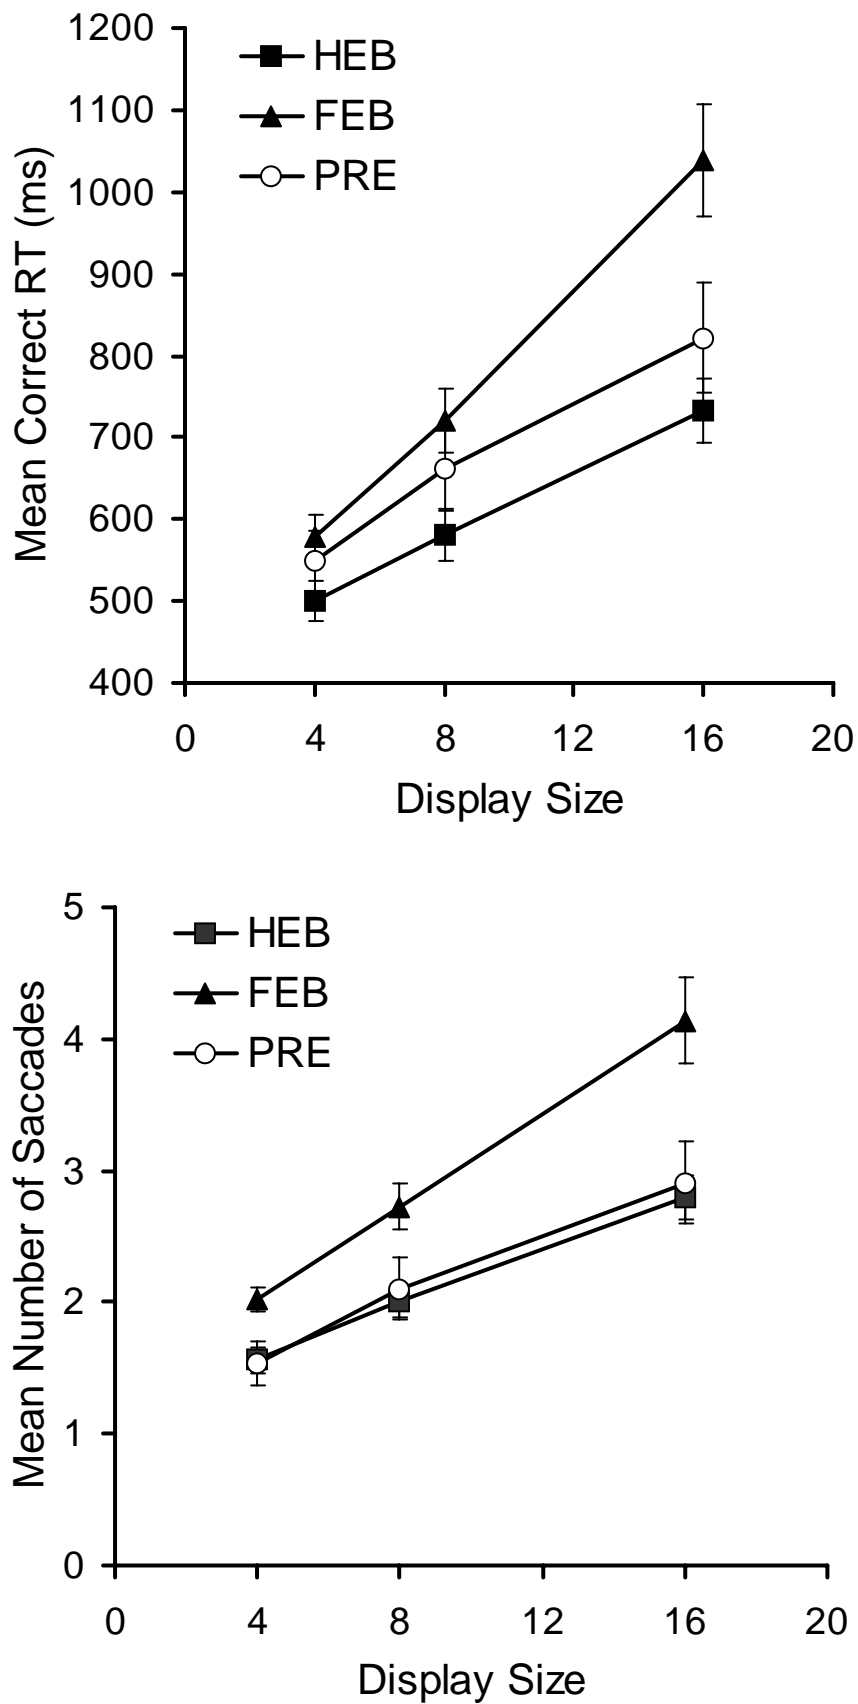 1200
1100
1000
900
800
700
600
500
400
Mean Correct RT (ms)
HEB
FEB
PRE
0 4 8 12 16 20
Display Size
5
4
3
2
1
0
Mean Number of Saccades
HEB
FEB
PRE
0 4 8 12 16 20
Display Size